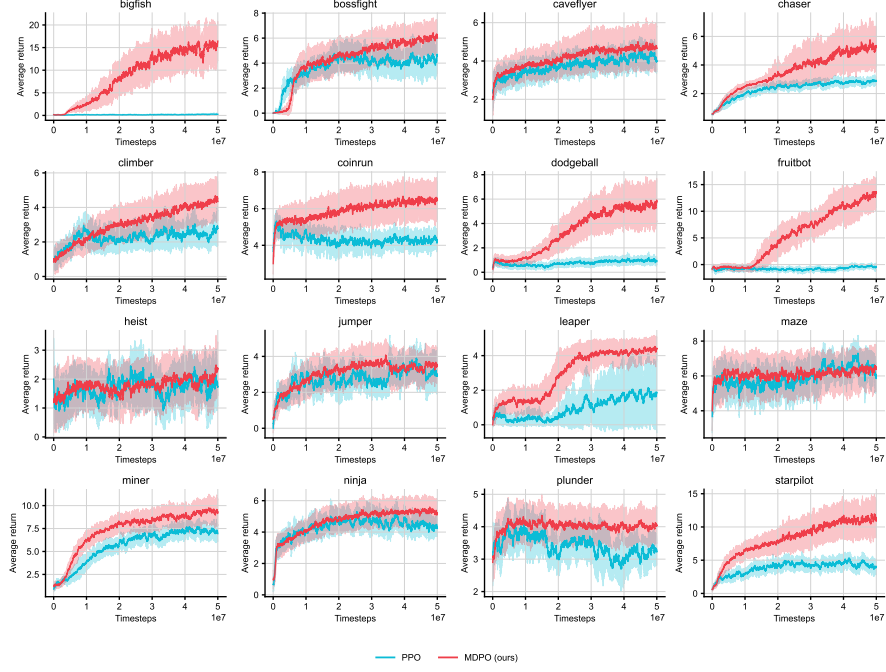 bigfish
bossfight
caveflyer
chaser
Average return
20
15
10
5
0
0 1 2 3 4 5
Timesteps
1e7
Average return
8
6
4
2
0
0 1 2 3 4 5
Timesteps
1e7
Average return
6
4
2
0 1 2 3 4 5
Timesteps
1e7
Average return
6
4
2
0 1 2 3 4 5
Timesteps
1e7
climber
coinrun
dodgeball
fruitbot
Average return
6
4
2
0
0 1 2 3 4 5
Timesteps
1e7
Average return
8
6
4
0 1 2 3 4 5
Timesteps
1e7
Average return
8
6
4
2
0
0 1 2 3 4 5
Timesteps
1e7
Average return
15
10
5
0
0 1 2 3 4 5
Timesteps
1e7
heist
jumper
leaper
maze
Average return
3
2
1
0
0 1 2 3 4 5
Timesteps
1e7
Average return
4
2
0
0 1 2 3 4 5
Timesteps
1e7
Average return
4
2
0
0 1 2 3 4 5
Timesteps
1e7
Average return
8
6
4
0 1 2 3 4 5
Timesteps
1e7
miner
ninja
plunder
starpilot
Average return
10.0
7.5
5.0
2.5
0 1 2 3 4 5
Timesteps
1e7
Average return
6
4
2
0
0 1 2 3 4 5
Timesteps
1e7
Average return
5
4
3
2
0 1 2 3 4 5
Timesteps
1e7
Average return
15
10
5
0
0 1 2 3 4 5
Timesteps
1e7
PPO
MDPO (ours)